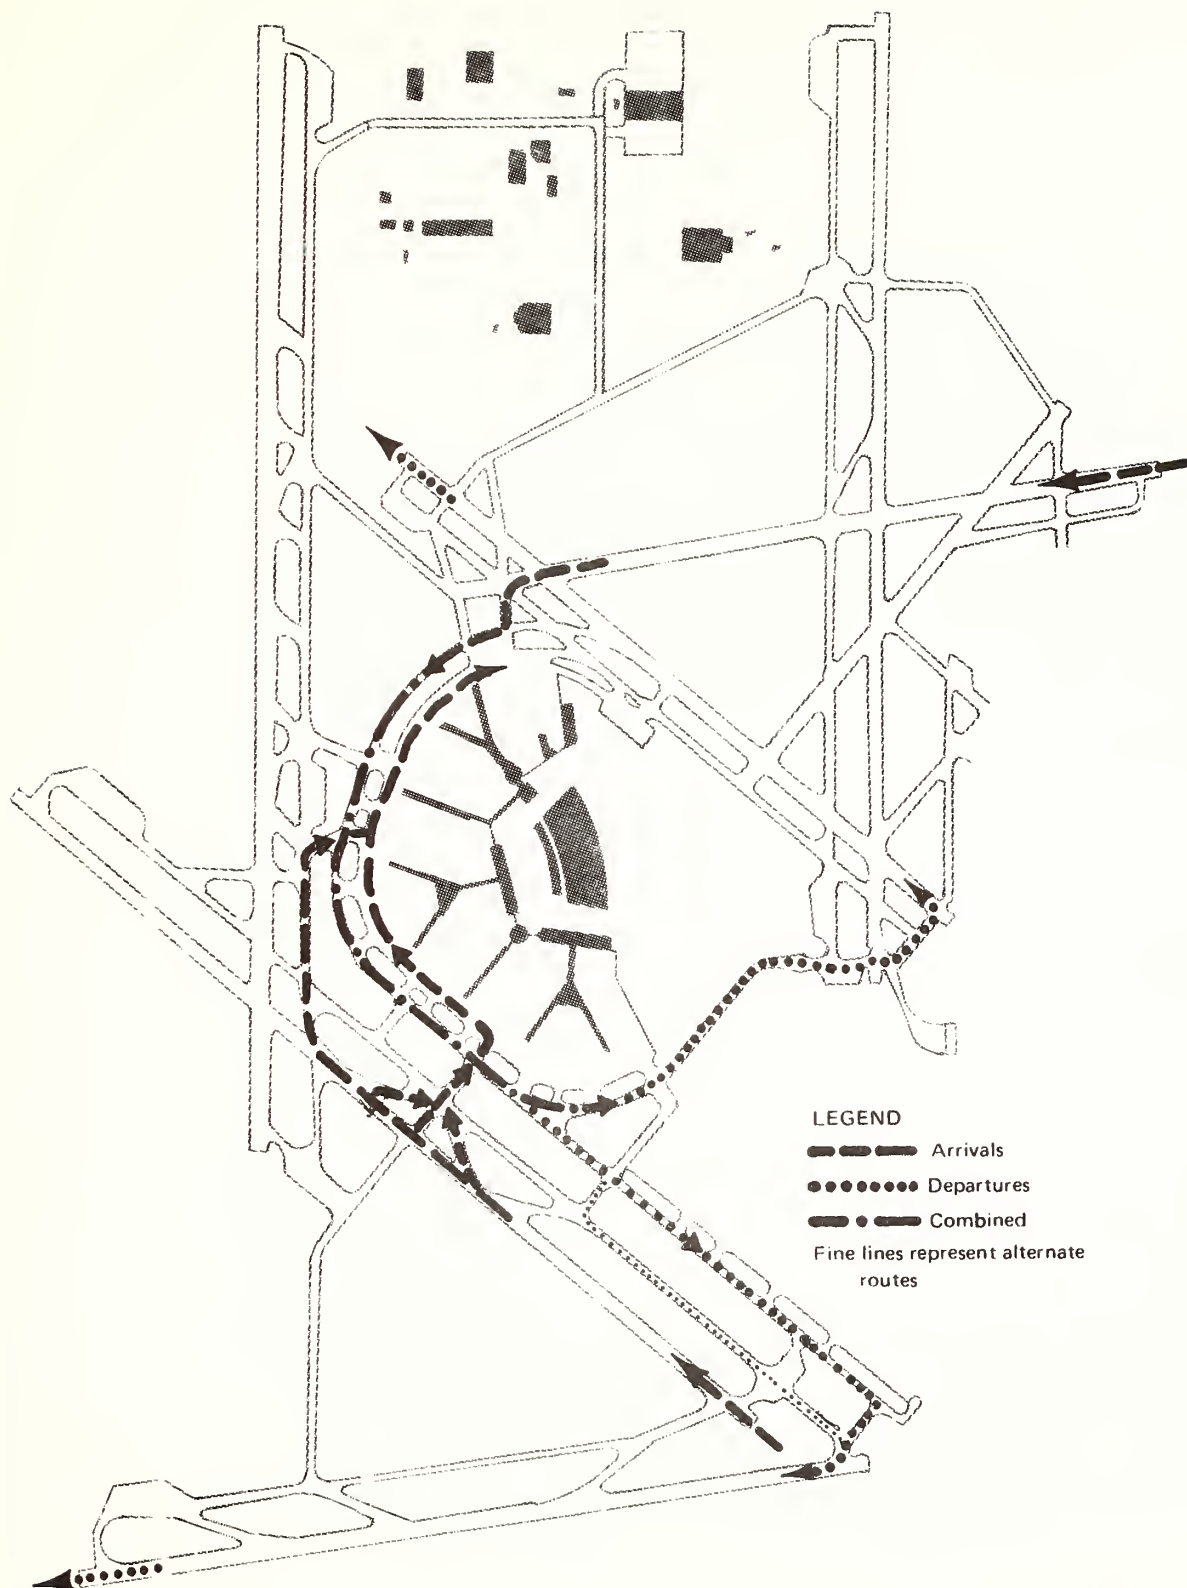 LEGEND
Arrivals
Departures
Combined
Fine lines represent alternate
routes